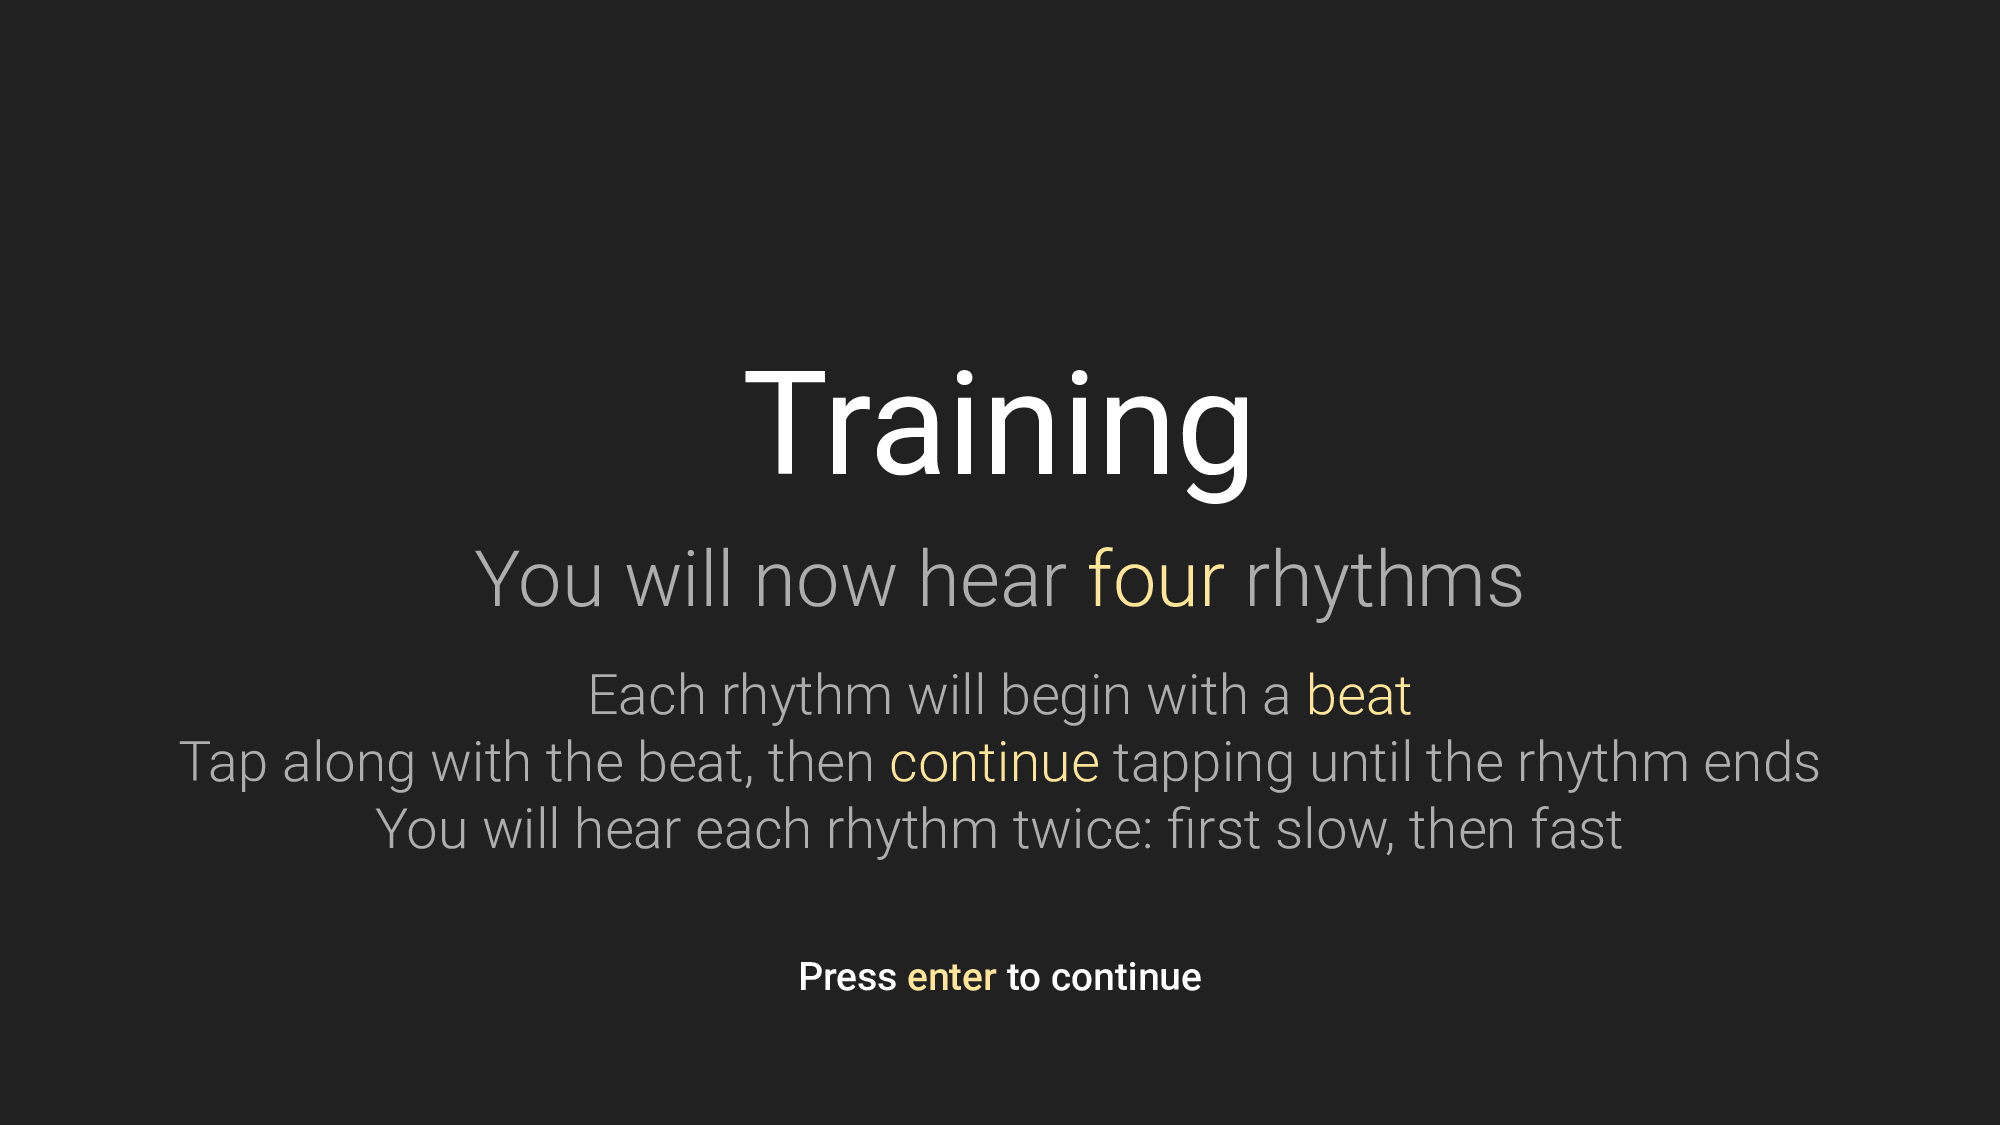 Training
You will now hear four rhythms
Each rhythm will begin with a beat
Tap along with the beat, then continue tapping until the rhythm ends
You will hear each rhythm twice: first slow, then fast
Press enter to continue